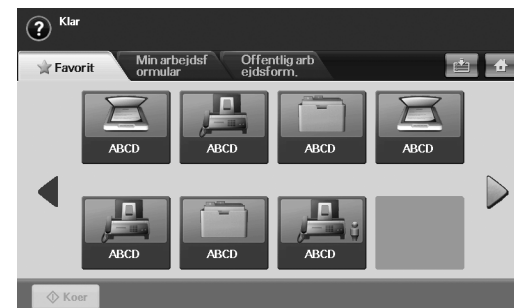 ? Klar
Favorit
Min arbejdsf
ormular
Offentlig arb
ejdsform.
ABCD ABCD ABCD ABCD
ABCD ABCD ABCD
Koer